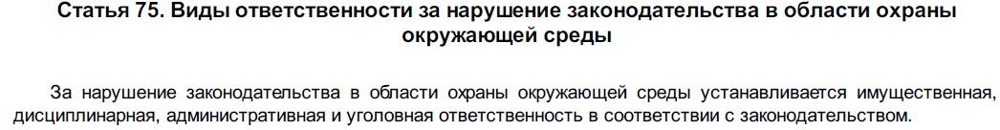 Статья 75. Виды ответственности за нарушение законодательства в области охраны
окружающей среды
За нарушение законодательства в области охраны окружающей среды устанавливается имущественная,
дисциплинарная, административная и уголовная ответственность в соответствии с законодательством.